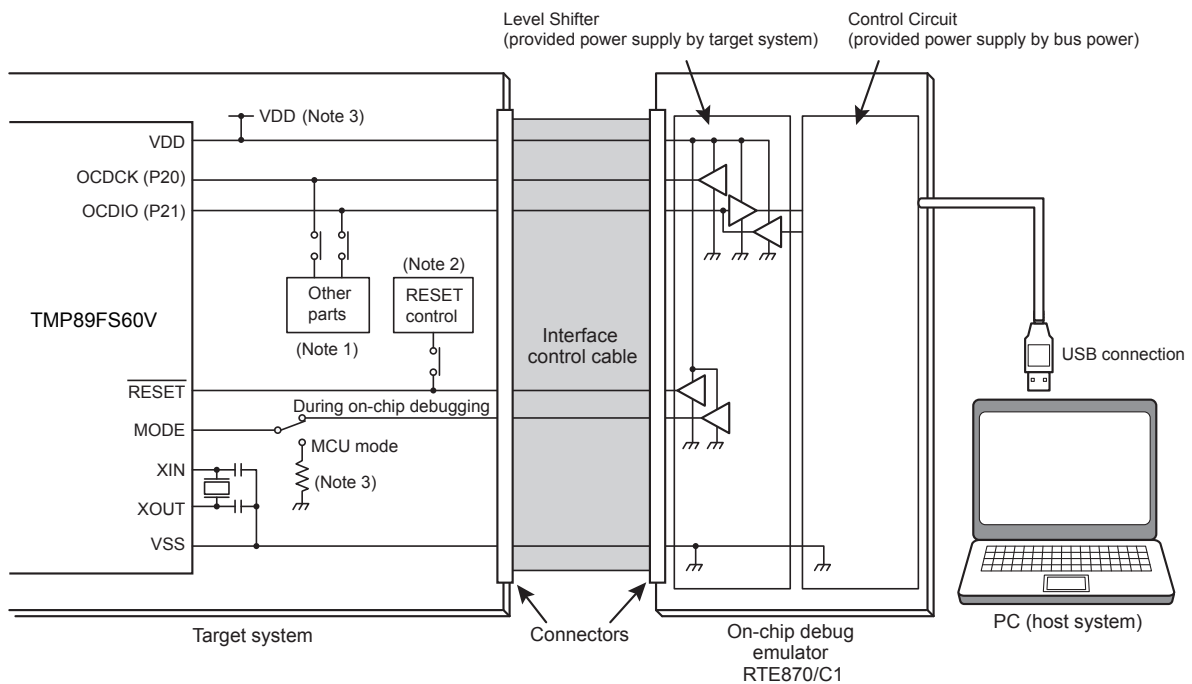 Level Shifter
(provided power supply by target system)
Control Circuit
(provided power supply by bus power)
VDD (Note 3)
VDD
OCDCK (P20)
OCDIO (P21)
(Note 2)
Other
parts
RESET
control
TMP89FS60V
(Note 1)
Interface
control cable
USB connection
RESET
During on-chip debugging
MODE
MCU mode
XIN
(Note 3)
XOUT
VSS
Target system
Connectors
On-chip debug
emulator
RTE870/C1
PC (host system)